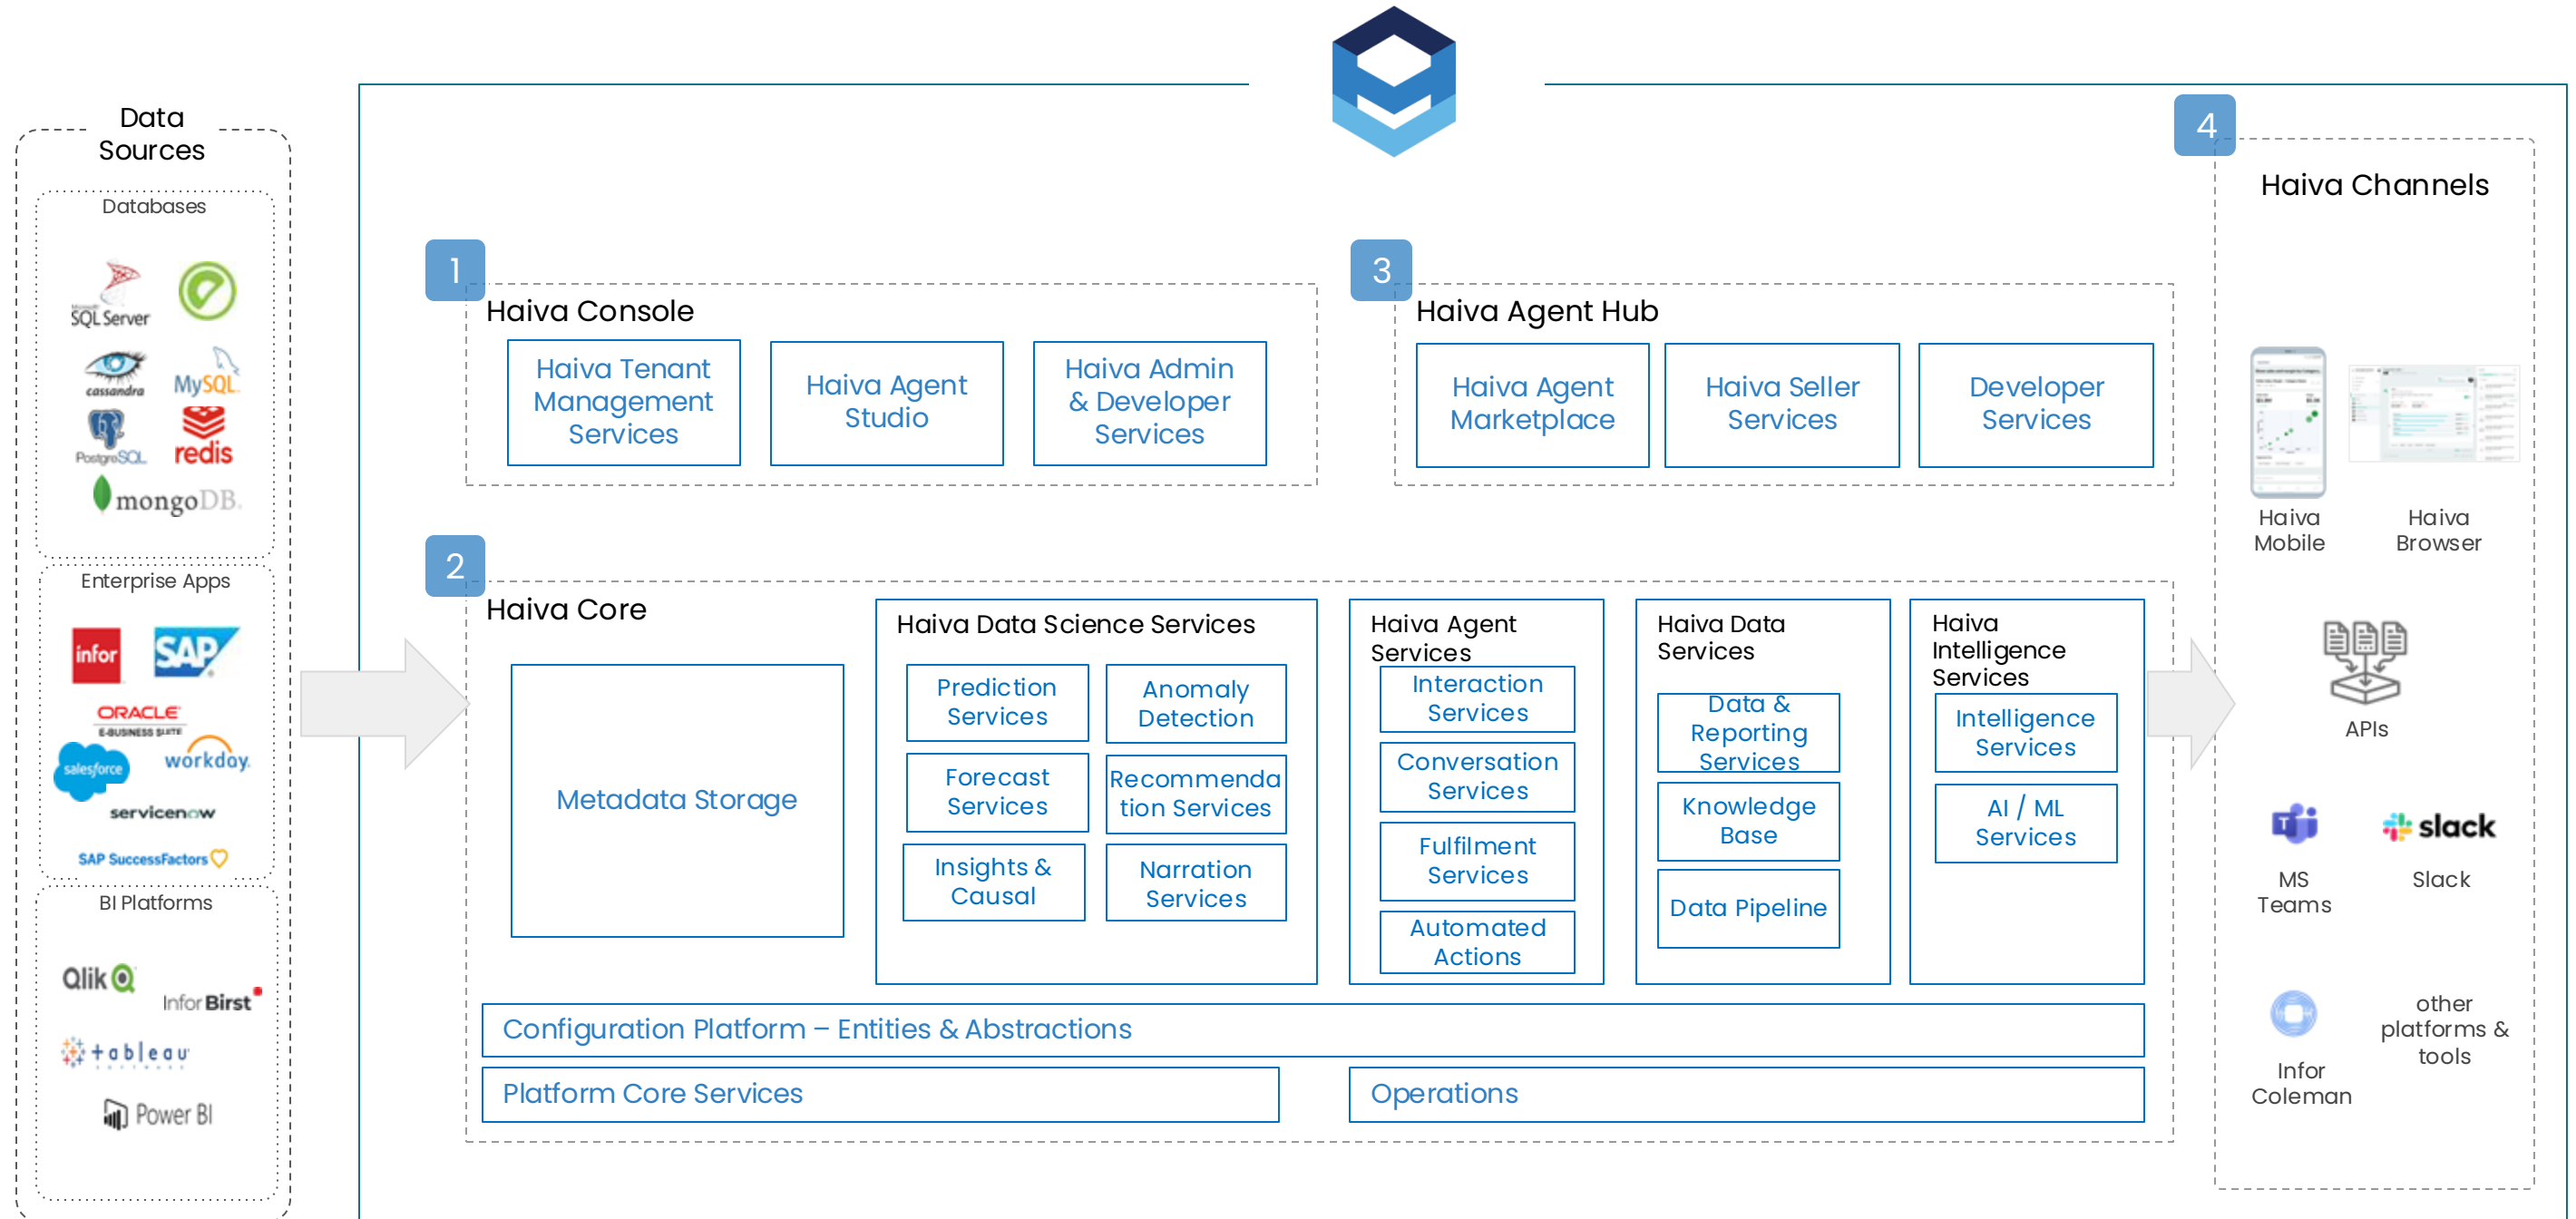 Data
Sources
Databases
Microsoft
SQL Server
cassandra
MySQL
PostgreSQL
redis
mongoDB.
Enterprise Apps
infor
SAP
ORACLE
E-BUSINESS SUITE
salesforce
workday.
servicenow
SAP SuccessFactors
BI Platforms
Qlik
Infor Birst
+ableau
SOFTWARE
Power BI
1
Haiva Console
Haiva Tenant
Management
Services
Haiva Agent
Studio
Haiva Admin
& Developer
Services
3
Haiva Agent Hub
Haiva Agent
Marketplace
Haiva Seller
Services
Developer
Services
2
Haiva Core
Metadata Storage
Haiva Data Science Services
Prediction
Services
Anomaly
Detection
Forecast
Services
Recommenda
tion Services
Insights &
Causal
Narration
Services
Haiva Agent
Services
Interaction
Services
Conversation
Services
Fulfilment
Services
Automated
Actions
Haiva Data
Services
Data &
Reporting
Services
Knowledge
Base
Data Pipeline
Haiva
Intelligence
Services
Intelligence
Services
AI / ML
Services
Configuration Platform – Entities & Abstractions
Platform Core Services
Operations
4
Haiva Channels
Haiva
Mobile
Haiva
Browser
APIs
MS
Teams
slack
Slack
Infor
Coleman
other
platforms &
tools